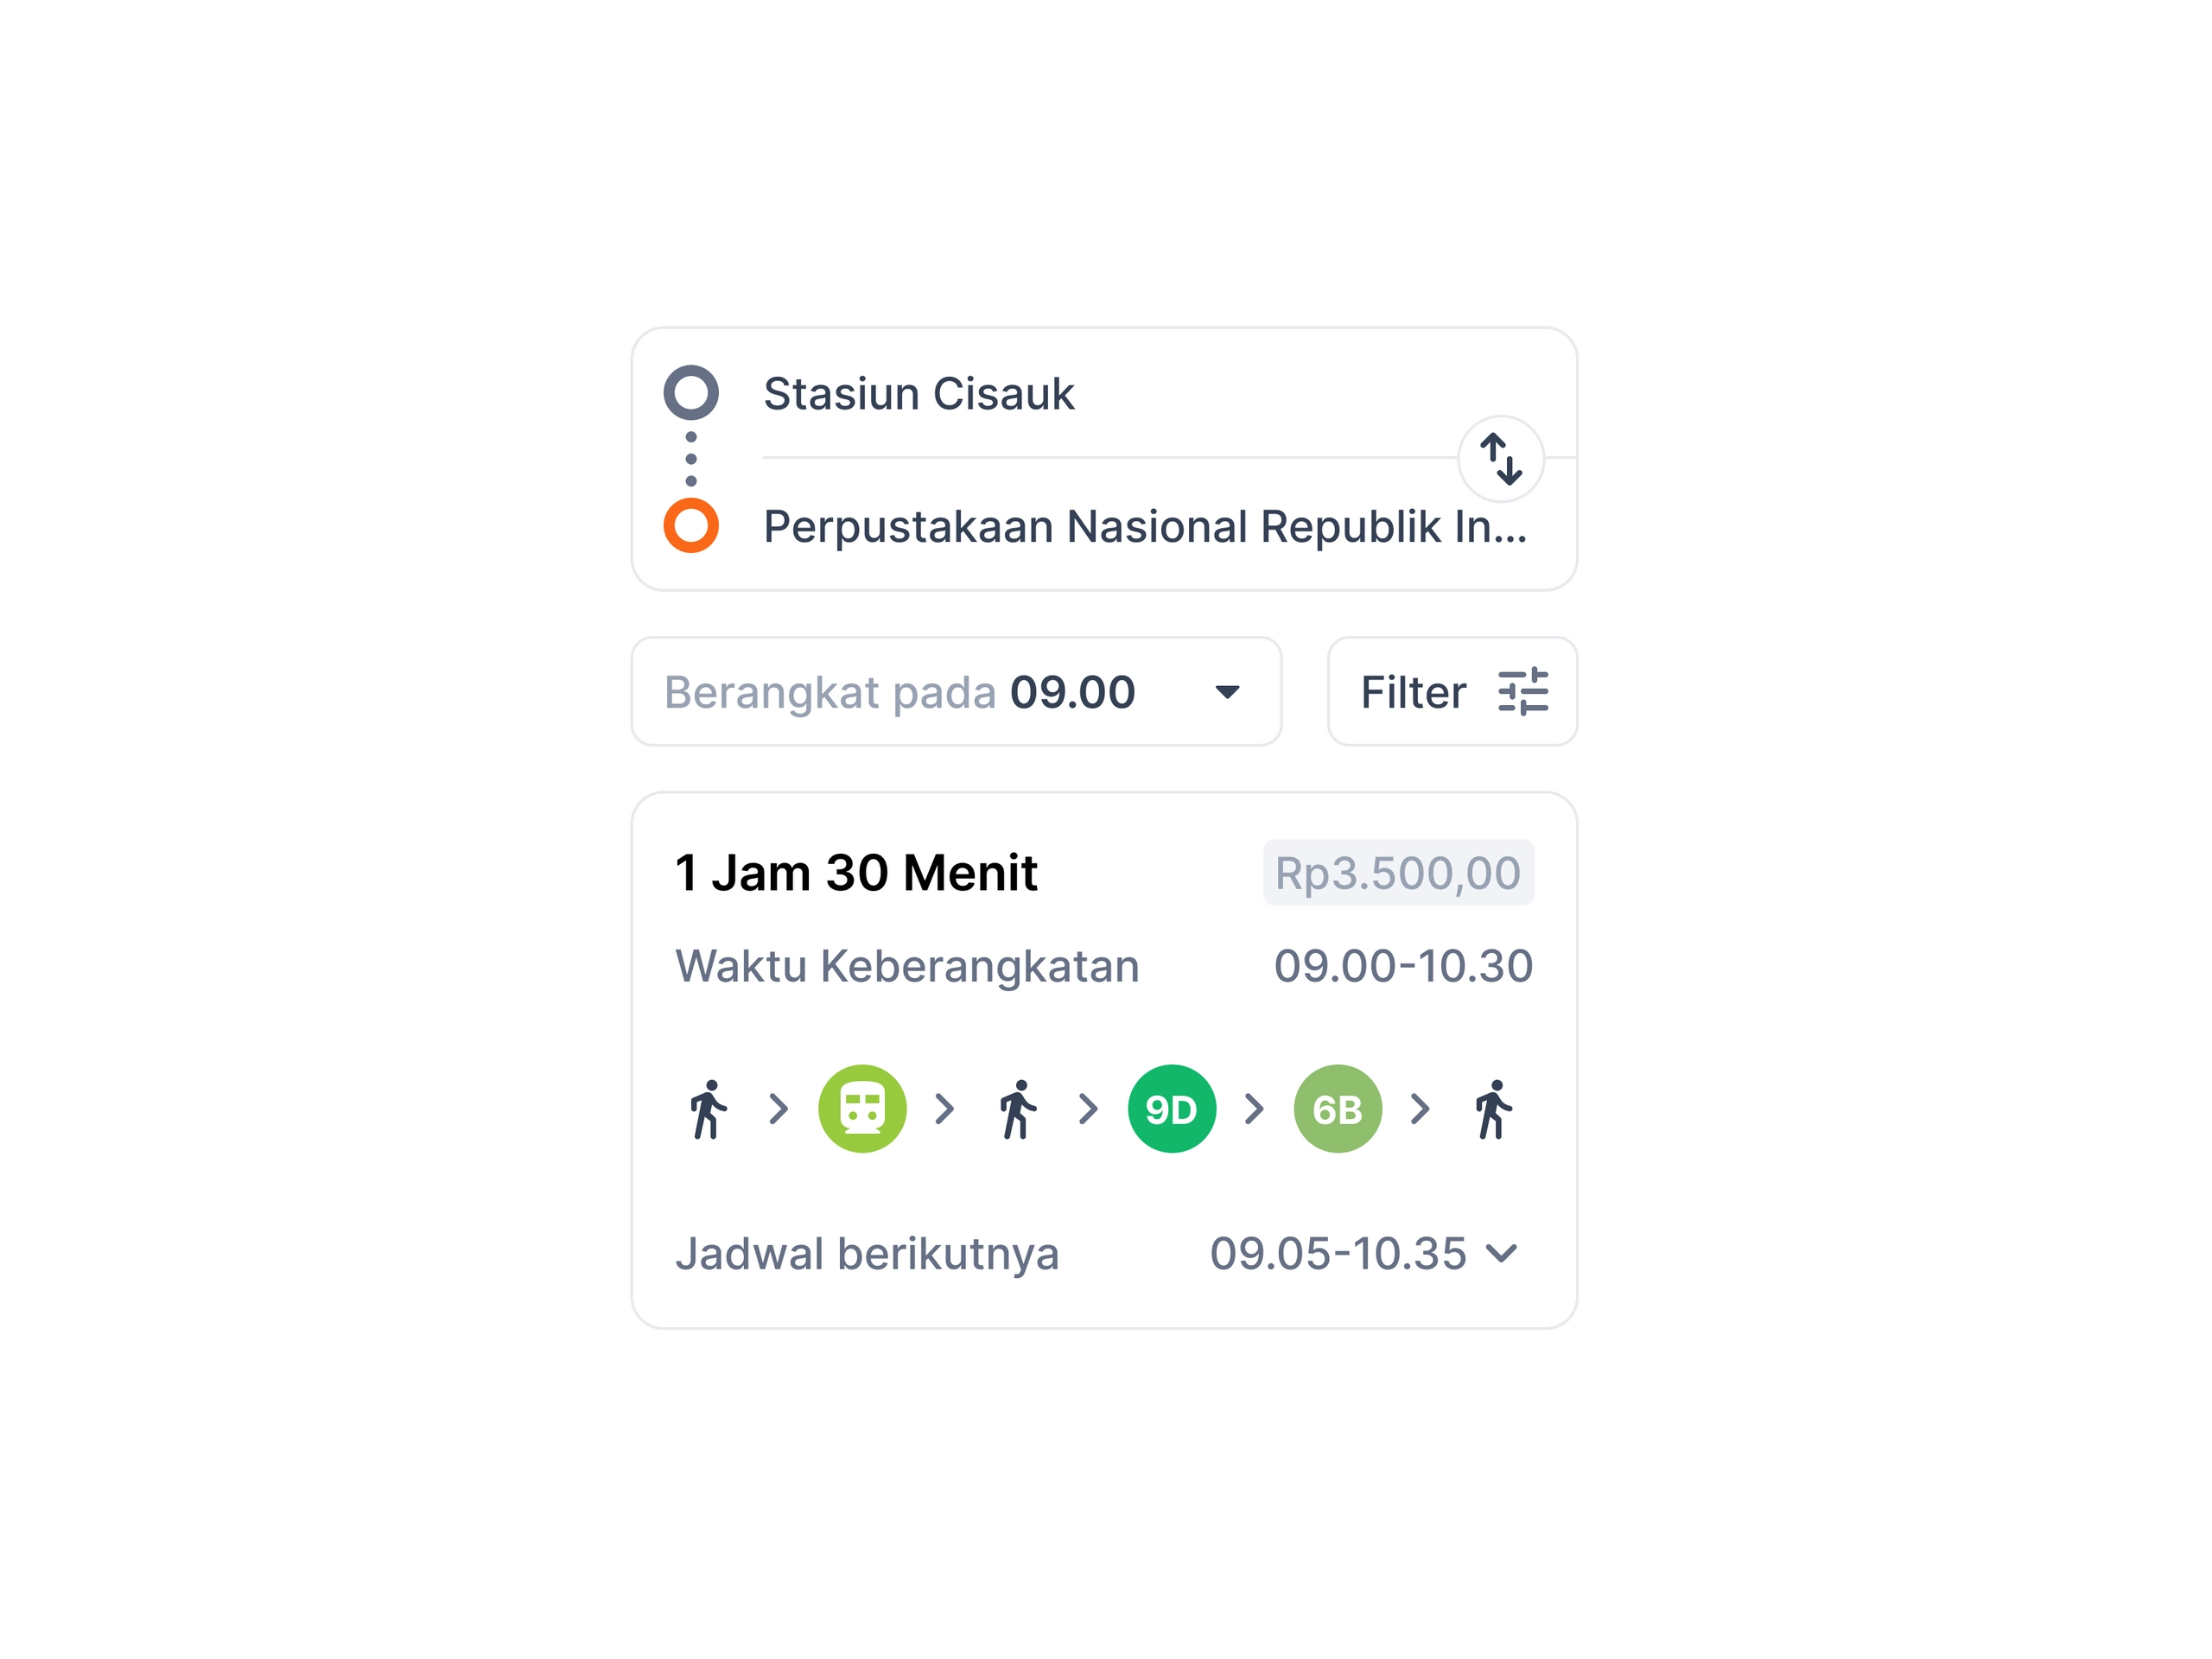 Stasiun Cisauk
Perpustakaan Nasional Republik In...
Berangkat pada 09.00
Filter
1 Jam 30 Menit
Rp3.500,00
Waktu Keberangkatan
09.00-10.30
9D
6B
Jadwal berikutnya
09.05-10.35